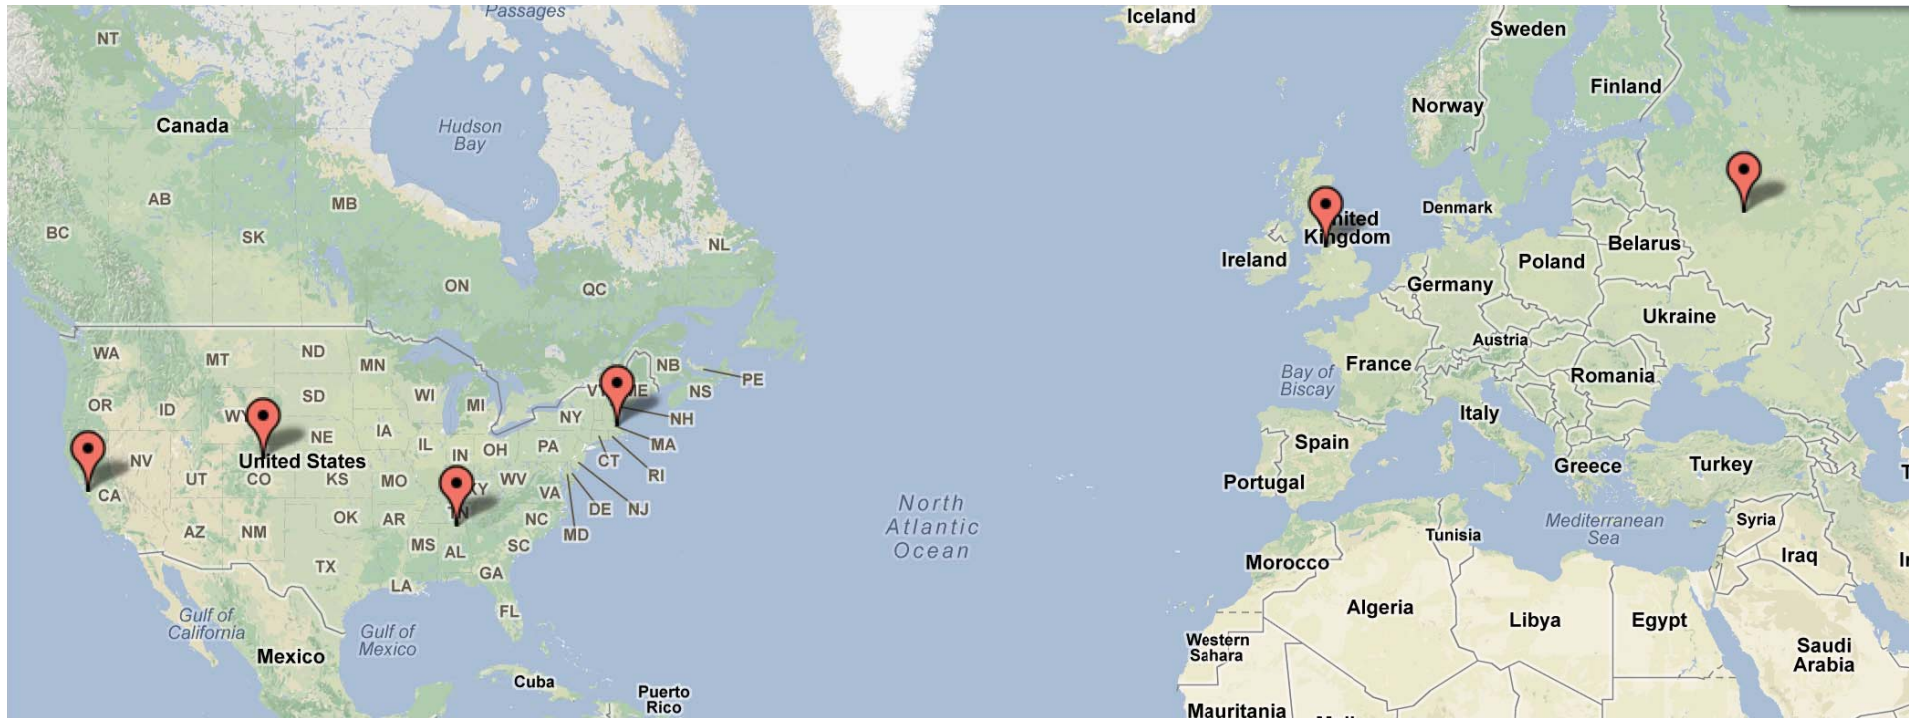 Passages
Iceland
Sweden
NT
Finland
Norway
Canada
Hudson
Bay
AB
MB
BC
SK
NL
Denmark
United
Kingdom
Belarus
Ireland
Poland
ON
QC
Germany
Ukraine
Austria
WA
MT
ND
MN
NB
PE
France
Bay of
Biscay
Romania
OR
ID
SD
WI
MI
ME
NS
NY
NH
Italy
NE
IA
IL
IN
OH
PA
MA
Spain
NV
United States
CT
RI
Greece
Turkey
UT
CO
KS
MO
KY
WV
VA
Portugal
CA
DE
NJ
North
Atlantic
Ocean
OK
AR
TN
NC
MD
Mediterranean
Sea
Syria
AZ
NM
MS
AL
SC
Tunisia
Iraq
Morocco
TX
GA
LA
FL
Algeria
Libya
Egypt
Gulf of
California
Gulf of
Mexico
Western
Sahara
Saudi
Arabia
Mexico
Cuba
Puerto
Rico
Mauritania